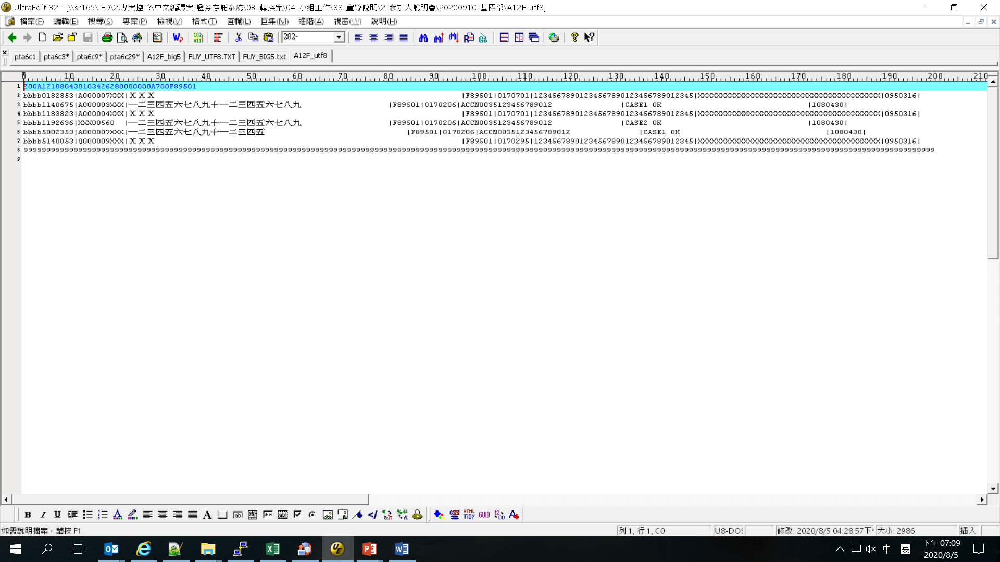 UltraEdit-32 - [\\sr165\IFD\2.專案控管\中文編碼案-證券存託系統\03_轉換案\04_小組工作\88_宣導說明\2_參加人說明會\20200910_基國部\A12F_utf8]
檔案(F) 編輯(E) 搜尋(S) 專案(P) 檢視(V) 格式(T) 直欄(L) 巨集(M) 進階(A) 視窗(W) 說明(H)
282-
pta6c1 pta6c3* pta6c9* pta6c29* A12F_big5 FUY_UTF8.TXT FUY_BIG5.txt A12F_utf8
0 10 20 30 40 50 60 70 80 90 100 110 120 130 140 150 160 170 180 190 200 210
1 200A121080430103426280000000A700F89501
2 bbbb0182853|A000007XXX|ＸＸＸ |F89501|0170701|12345678901234567890123456789012345|XXXXXXXXXXXXXXXXXXXXXXXXXXXXXXXXXXXXXXXX|0950316|
3 bbbb1140675|A000003XXX|一二三四五六七八九十一二三四五六七八九 |F89501|0170206|ACCN0035123456789012 |CASE1 OK |1080430|
4 bbbb1183823|A000004XXX|ＸＸＸ |F89501|0170701|12345678901234567890123456789012345|XXXXXXXXXXXXXXXXXXXXXXXXXXXXXXXXXXXXXXXX|0950316|
5 bbbb1192636|XXX00560 |一二三四五六七八九十一二三四五六七八九 |F89501|0170206|ACCN0035123456789012 |CASE2 OK |1080430|
6 bbbb5002353|A000007XXX|一二三四五六七八九十一二三四五 |F89501|0170206|ACCN0035123456789012 |CASE1 OK |1080430|
7 bbbb5140053|Q000009XXX|ＸＸＸ |F89501|0170295|12345678901234567890123456789012345|XXXXXXXXXXXXXXXXXXXXXXXXXXXXXXXXXXXXXXXX|0950316|
8 99999999999999999999999999999999999999999999999999999999999999999999999999999999999999999999999999999999999999999999999999999999999999999999999999999999999999999999999999999999999999999999999999999999
9
如需說明檔案，請按 F1 列 1, 行 1, C0 U8-DOS 修改: 2020/8/5 04:28:57下午 大小: 2986 插入
中 易 下午 07:09
2020/8/5